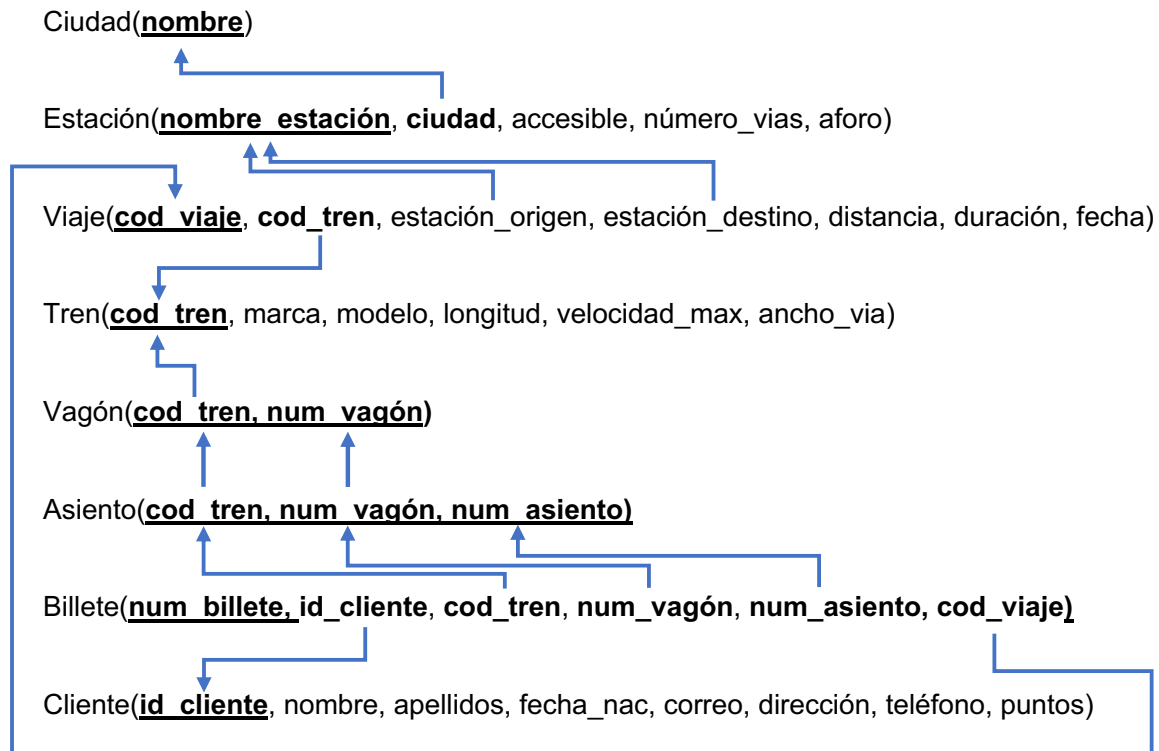 Ciudad(nombre)
Estación(nombre_estación, ciudad, accesible, número_vias, aforo)
Viaje(cod_viaje, cod_tren, estación_origen, estación_destino, distancia, duración, fecha)
Tren(cod_tren, marca, modelo, longitud, velocidad_max, ancho_via)
Vagón(cod_tren, num_vagón)
Asiento(cod_tren, num_vagón, num_asiento)
Billete(num_billete, id_cliente, cod_tren, num_vagón, num_asiento, cod_viaje)
Cliente(id_cliente, nombre, apellidos, fecha_nac, correo, dirección, teléfono, puntos)